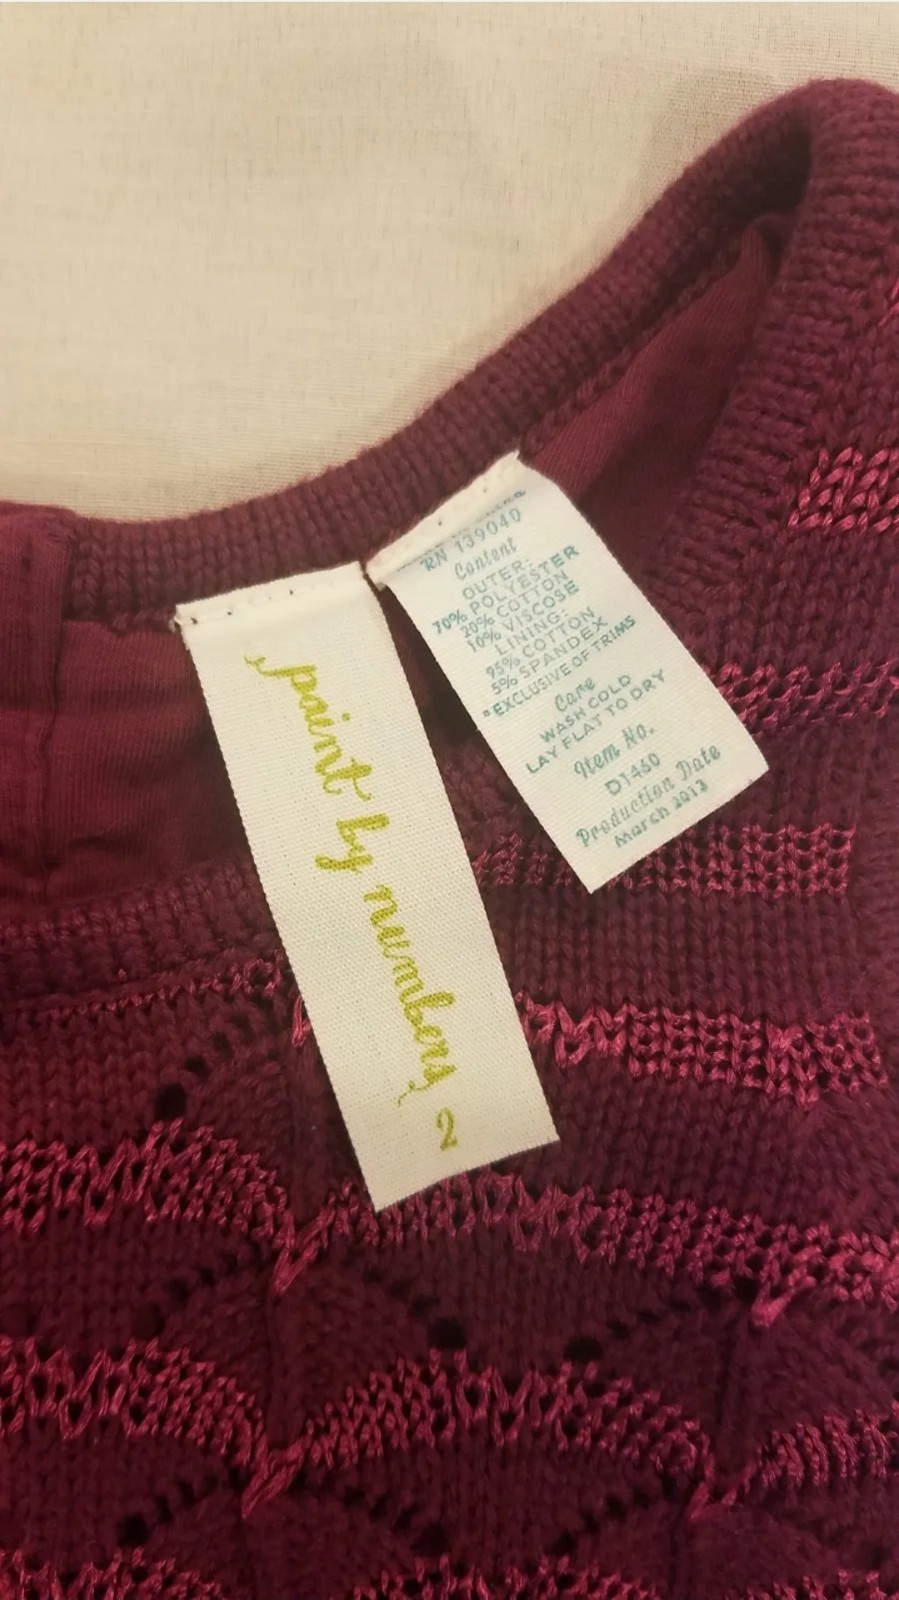 paint by numbers 2
RN 139040
Content
OUTER:
70% POLYESTER
20% COTTON
10% VISCOSE
LINING:
95% COTTON
5% SPANDEX
*EXCLUSIVE OF TRIMS
Care
WASH COLD
LAY FLAT TO DRY
Item No.
D1460
Production Date
March 2013